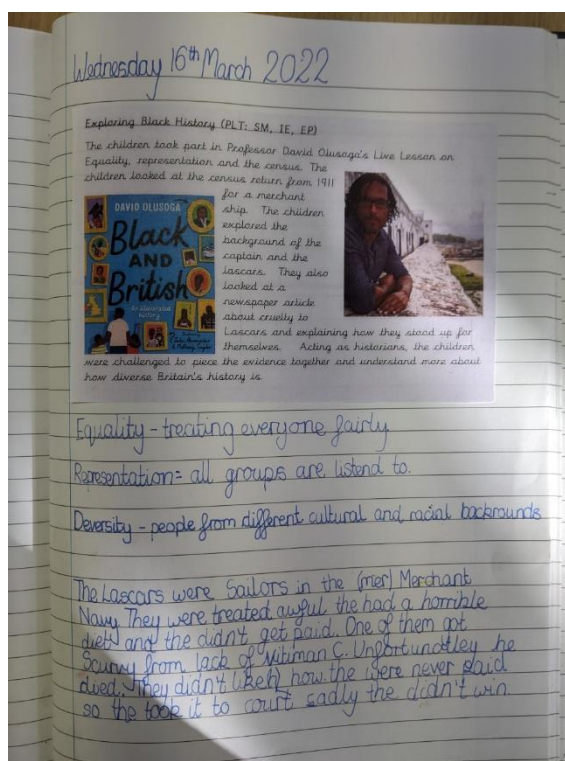 Wednesday 16th March 2022
Exploring Black History (PLT: SM, IE, EP)
The children took part in Professor David Olusoga's Live Lesson on
Equality, representation and the census. The
children looked at the census return from 1911
for a merchant
ship. The children
explored the
background of the
captain and the
lascars. They also
looked at a
newspaper article
about cruelty to
Lascars and explaining how they stood up for
themselves. Acting as historians, the children
were challenged to piece the evidence together and understand more about
how diverse Britain's history is.
DAVID OLUSOGA
Black
AND
British
An illustrated
history
Equality - treating everyone fairly
Representation = all groups are listend to.
Deversity - people from different cultural and racial backrounds
The Lascars were Sailors in the (mer) Merchant
Navy They were treated awful the had a horrible
diet and the didn't get paid. One of them got
Scurvy from lack of vitiman C. Unfortunatley he
died. They didn't like how the were never paid
so the took it to court sadly the didn't win